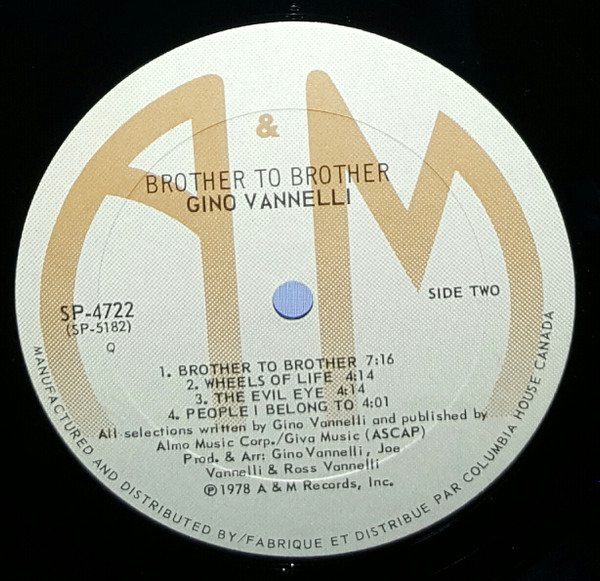 A & M
BROTHER TO BROTHER
GINO VANNELLI
SIDE TWO
SP-4722
(SP-5182)
Q
1. BROTHER TO BROTHER 7:16
2. WHEELS OF LIFE 4:14
3. THE EVIL EYE 4:14
4. PEOPLE I BELONG TO 4:01
All selections written by Gino Vannelli and published by
Almo Music Corp./Giva Music (ASCAP)
Prod. & Arr: Gino Vannelli, Joe
Vannelli & Ross Vannelli
℗1978 A & M Records, Inc.
MANUFACTURED AND DISTRIBUTED BY/FABRIQUE ET DISTRIBUE PAR COLUMBIA HOUSE CANADA